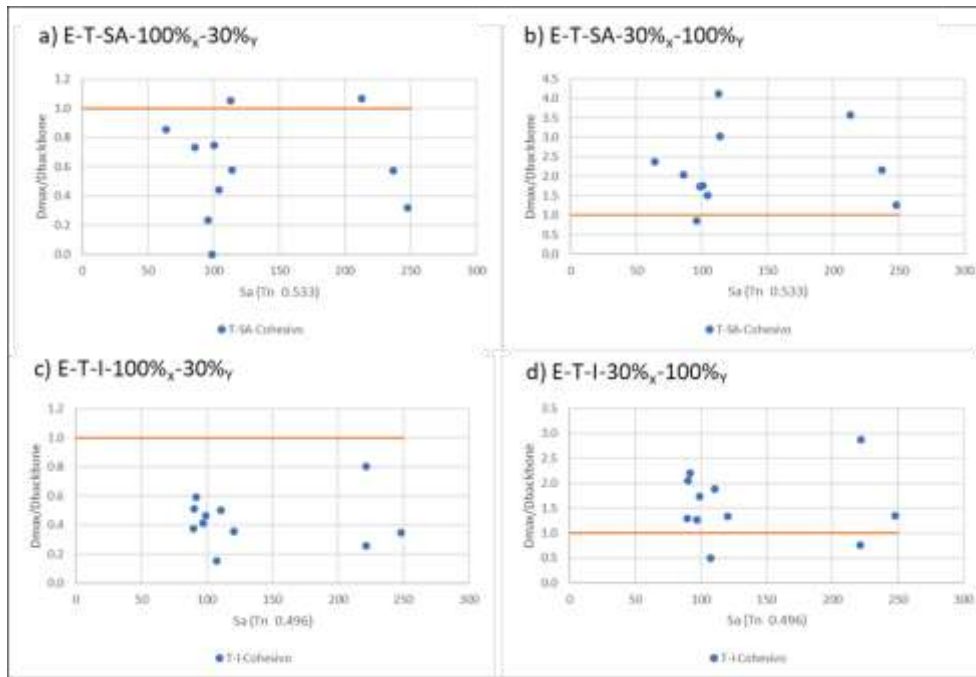 a) E-T-SA-100%X-30%Y
1.2
1.0
0.8
0.6
0.4
0.2
0.0
0 50 100 150 200 250 300
Dmax/Dbackbone
Sa (Tn 0.533)
T-SA-Cohesivo
b) E-T-SA-30%X-100%Y
4.5
4.0
3.5
3.0
2.5
2.0
1.5
1.0
0.5
0.0
0 50 100 150 200 250 300
Dmax/Dbackbone
Sa (Tn 0.533)
T-SA-Cohesivo
c) E-T-I-100%X-30%Y
1.2
1.0
0.8
0.6
0.4
0.2
0.0
0 50 100 150 200 250 300
Dmax/Dbackbone
Sa (Tn 0.496)
T-I-Cohesivo
d) E-T-I-30%X-100%Y
3.5
3.0
2.5
2.0
1.5
1.0
0.5
0.0
0 50 100 150 200 250 300
Dmax/Dbackbone
Sa (Tn 0.496)
T-I-Cohesivo